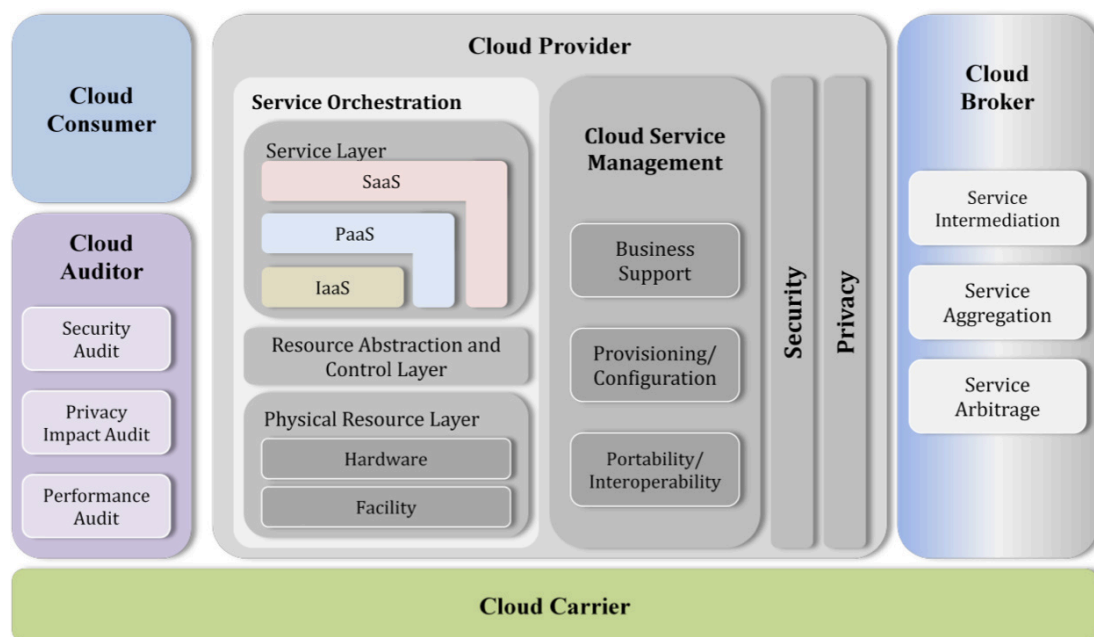 Cloud
Consumer
Cloud
Auditor
Security
Audit
Privacy
Impact Audit
Performance
Audit
Cloud Provider
Service Orchestration
Service Layer
SaaS
PaaS
IaaS
Resource Abstraction and
Control Layer
Physical Resource Layer
Hardware
Facility
Cloud Service
Management
Business
Support
Provisioning/
Configuration
Portability/
Interoperability
Security
Privacy
Cloud
Broker
Service
Intermediation
Service
Aggregation
Service
Arbitrage
Cloud Carrier